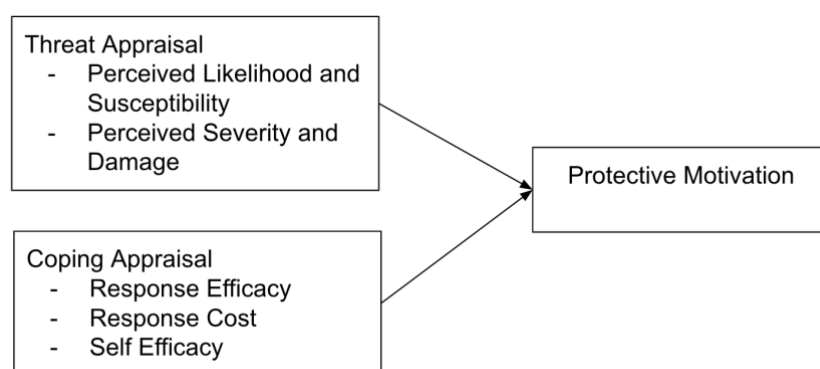 Threat Appraisal
- Perceived Likelihood and
Susceptibility
- Perceived Severity and
Damage
Protective Motivation
Coping Appraisal
- Response Efficacy
- Response Cost
- Self Efficacy